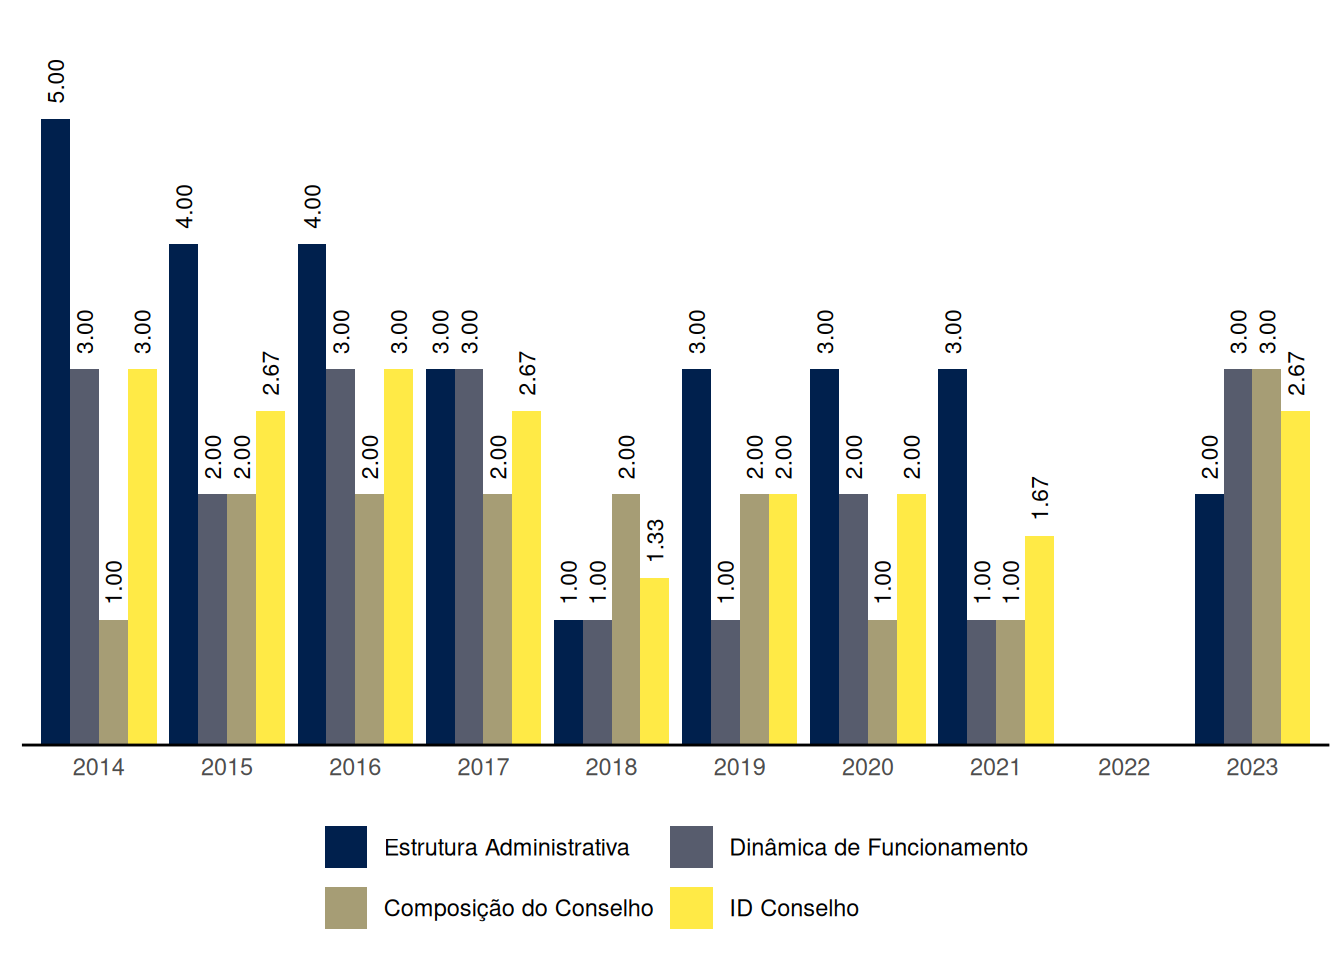 5.00 3.00 1.00 3.00
4.00 2.00 2.00 2.67
4.00 3.00 2.00 3.00
3.00 3.00 2.00 2.67
1.00 1.00 2.00 1.33
3.00 1.00 2.00 2.00
3.00 2.00 1.00 2.00
3.00 1.00 1.00 1.67
2.00 3.00 3.00 2.67
2014 2015 2016 2017 2018 2019 2020 2021 2022 2023
Estrutura Administrativa Dinâmica de Funcionamento
Composição do Conselho ID Conselho